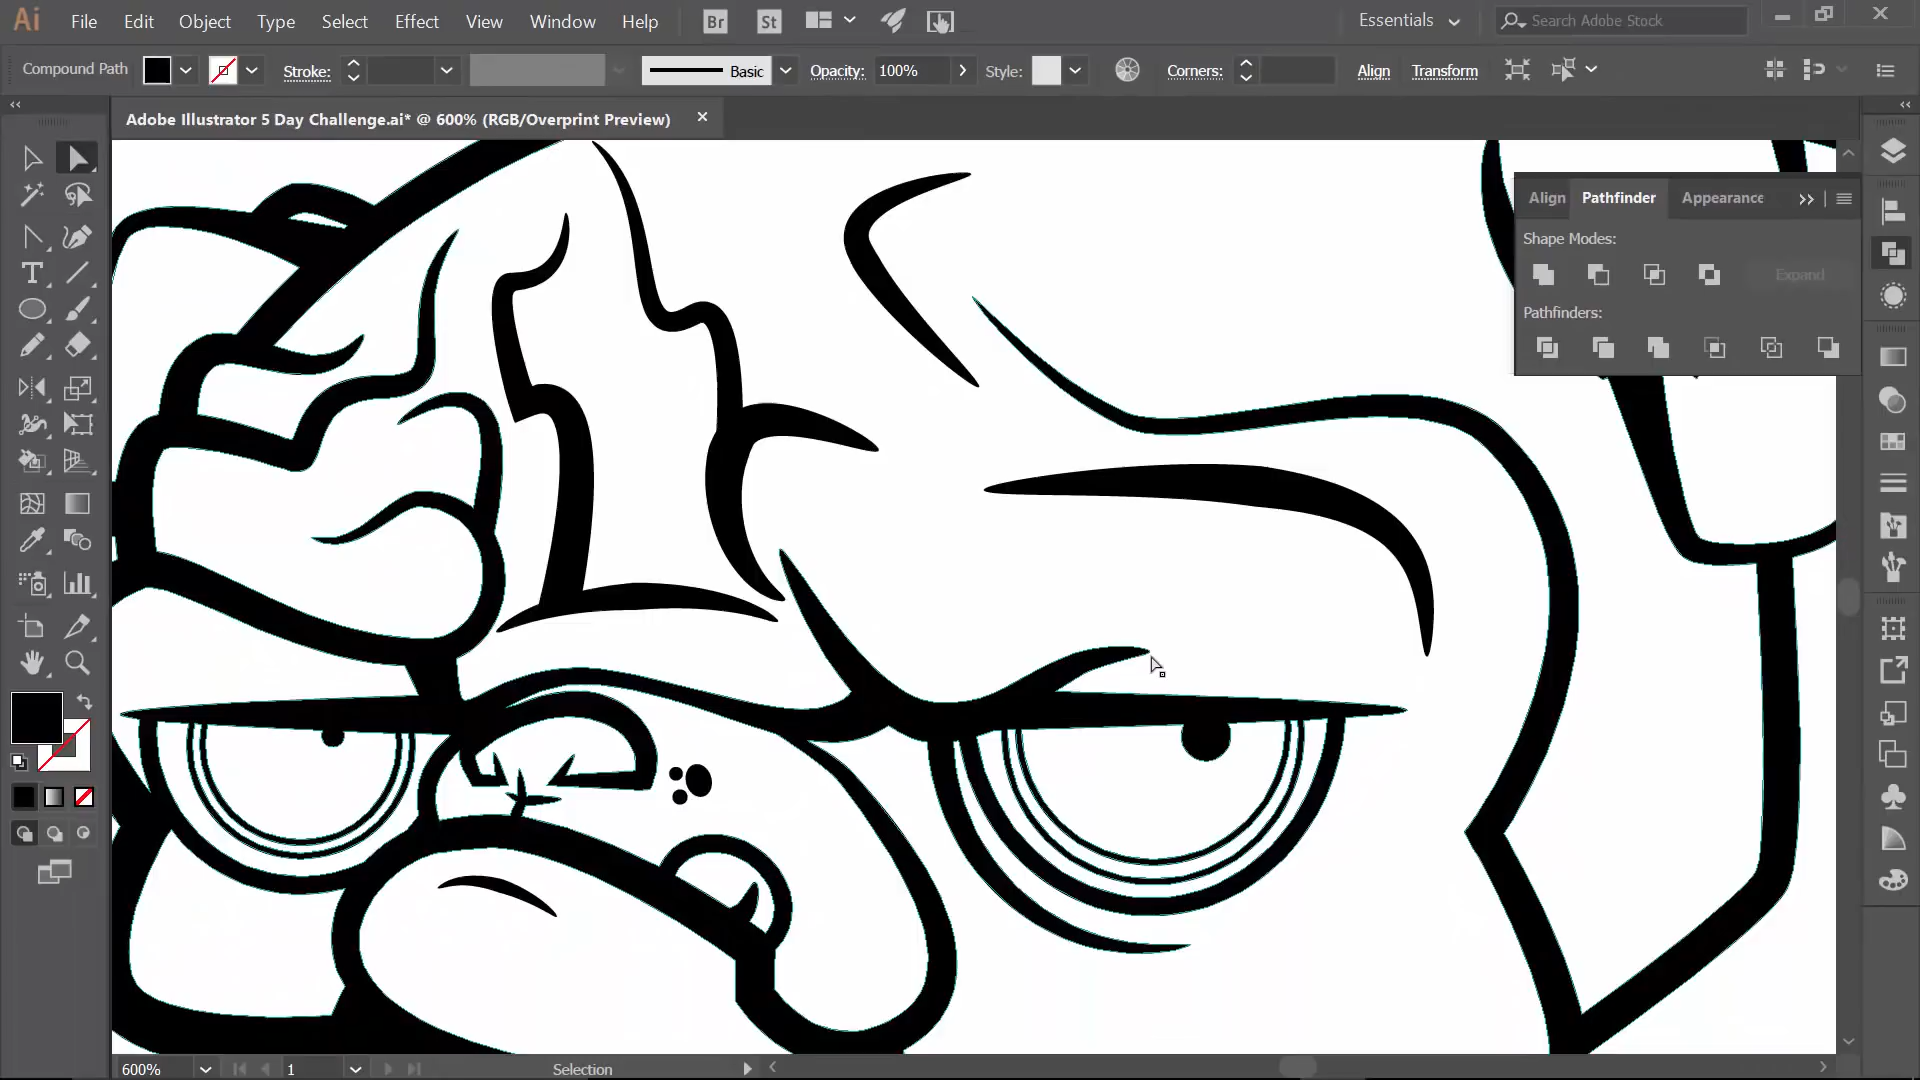 Ai File Edit Object Type Select Effect View Window Help Br St Essentials Search Adobe Stock
Compound Path Stroke: Basic Opacity: 100% Style: Corners: Align Transform
Adobe Illustrator 5 Day Challenge.ai* @ 600% (RGB/Overprint Preview)
Align Pathfinder Appearance
Shape Modes:
Expand
Pathfinders:
600% 1 Selection